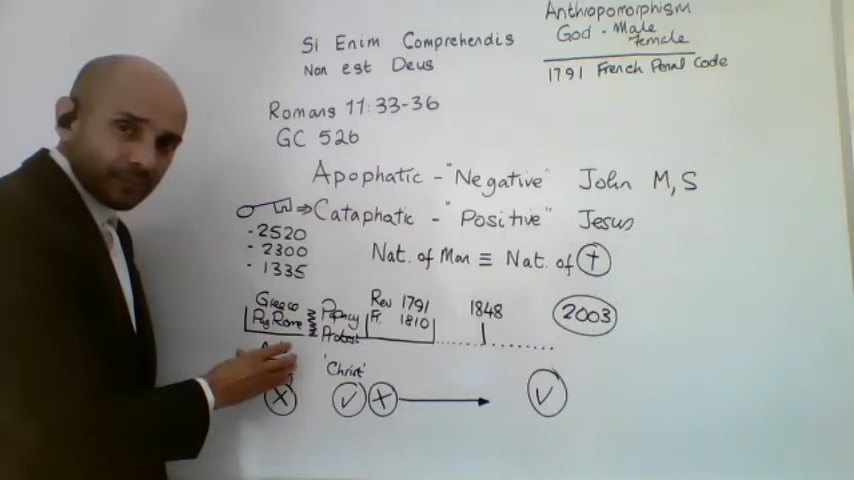 Anthropomorphism
God - Male
Female
1791 French Penal Code
Si Enim Comprehendis
Non est Deus
Romans 11:33-36
GC 526
Apophatic - "Negative" John M, S
⇒ Cataphatic - "Positive" Jesus
- 2520
- 2300
- 1335
Nat. of Man ≡ Nat. of ✝
Greece
Pag Rome
Papacy
Protest
Rev 1791
Fr. 1810
1848
2003
'Christ'